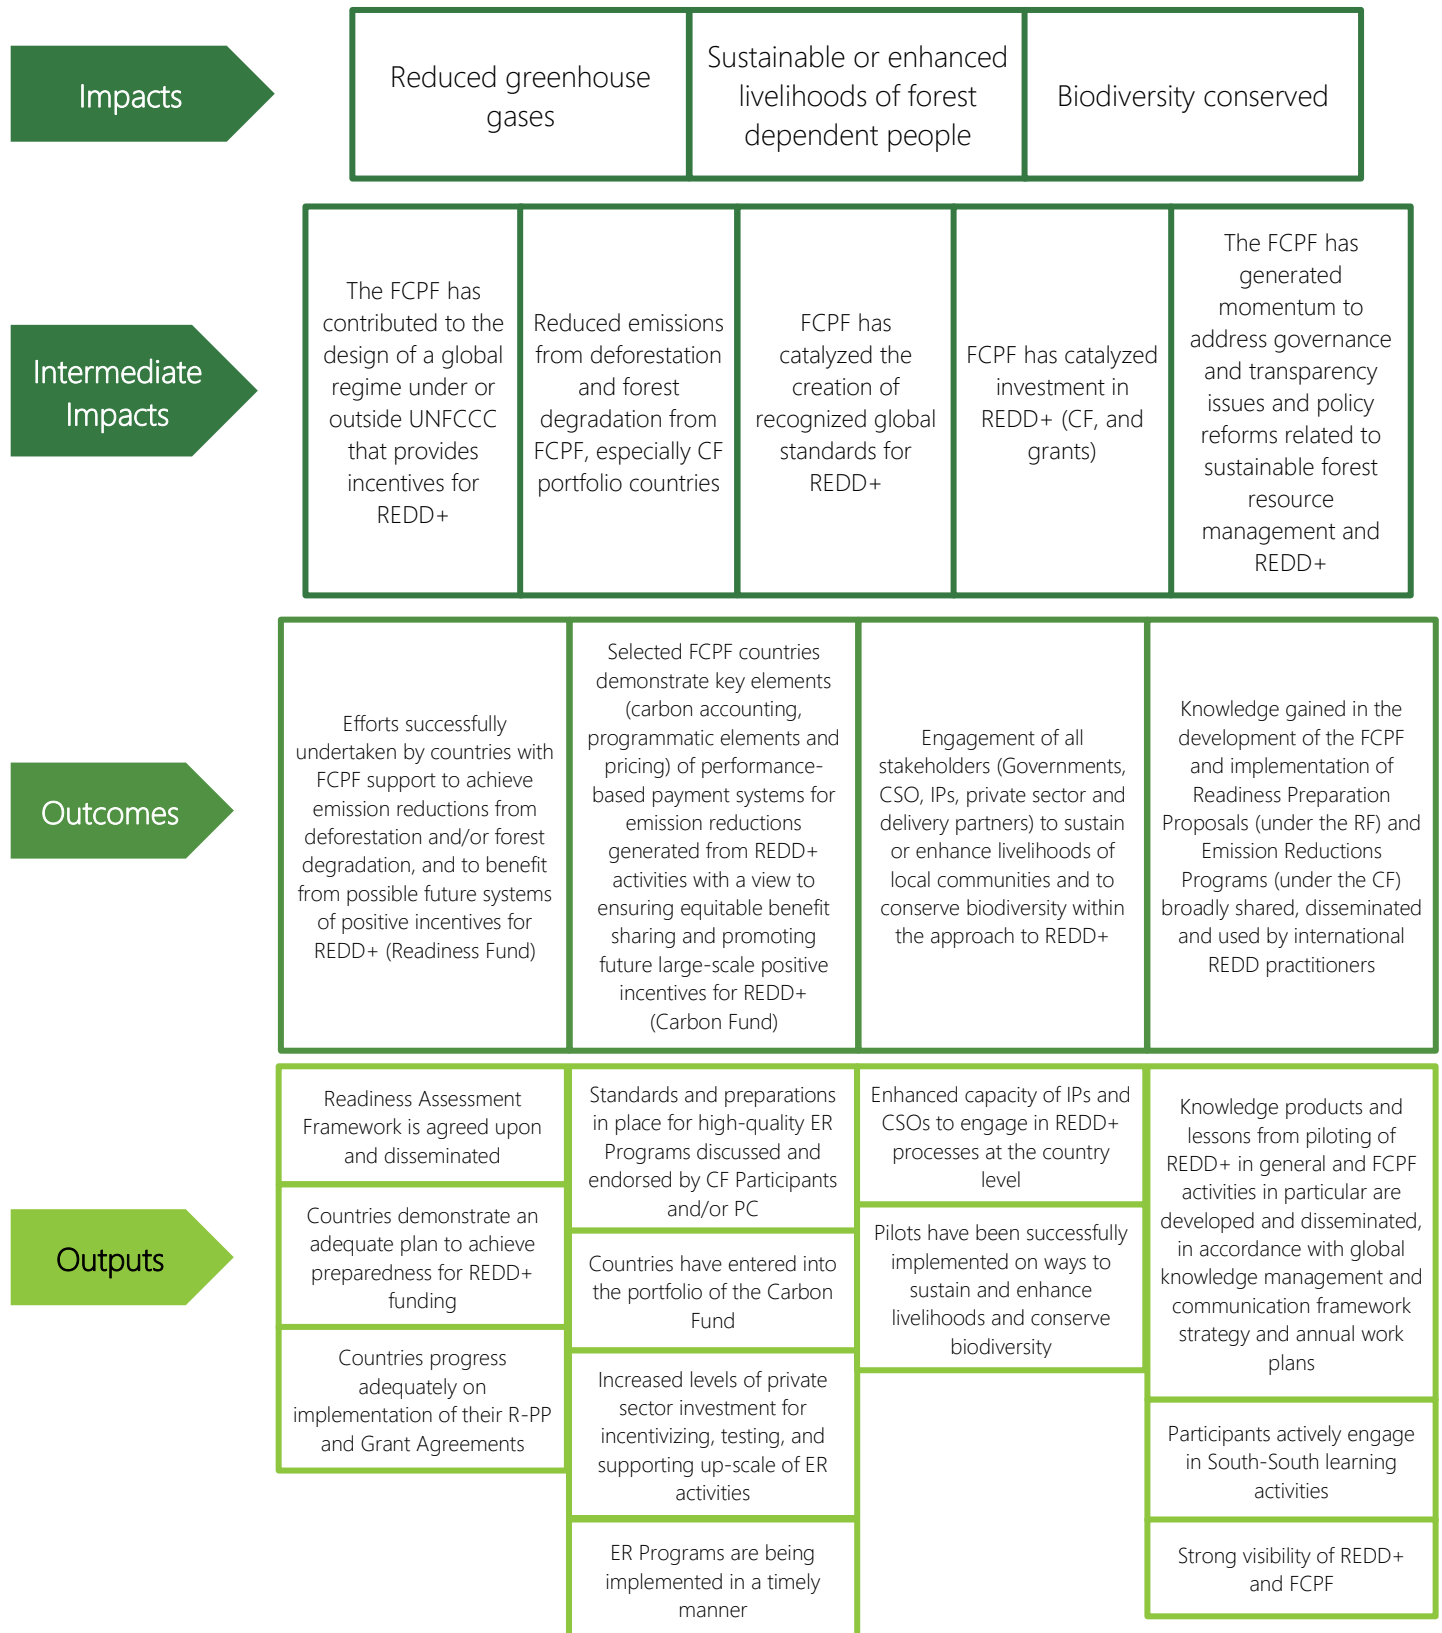 Impacts
Reduced greenhouse
gases
Sustainable or enhanced
livelihoods of forest
dependent people
Biodiversity conserved
Intermediate
Impacts
The FCPF has
contributed to the
design of a global
regime under or
outside UNFCCC
that provides
incentives for
REDD+
Reduced emissions
from deforestation
and forest
degradation from
FCPF, especially CF
portfolio countries
FCPF has
catalyzed the
creation of
recognized global
standards for
REDD+
FCPF has catalyzed
investment in
REDD+ (CF, and
grants)
The FCPF has
generated
momentum to
address governance
and transparency
issues and policy
reforms related to
sustainable forest
resource
management and
REDD+
Outcomes
Efforts successfully
undertaken by countries with
FCPF support to achieve
emission reductions from
deforestation and/or forest
degradation, and to benefit
from possible future systems
of positive incentives for
REDD+ (Readiness Fund)
Selected FCPF countries
demonstrate key elements
(carbon accounting,
programmatic elements and
pricing) of performance-
based payment systems for
emission reductions
generated from REDD+
activities with a view to
ensuring equitable benefit
sharing and promoting
future large-scale positive
incentives for REDD+
(Carbon Fund)
Engagement of all
stakeholders (Governments,
CSO, IPs, private sector and
delivery partners) to sustain
or enhance livelihoods of
local communities and to
conserve biodiversity within
the approach to REDD+
Knowledge gained in the
development of the FCPF
and implementation of
Readiness Preparation
Proposals (under the RF) and
Emission Reductions
Programs (under the CF)
broadly shared, disseminated
and used by international
REDD practitioners
Outputs
Readiness Assessment
Framework is agreed upon
and disseminated
Countries demonstrate an
adequate plan to achieve
preparedness for REDD+
funding
Countries progress
adequately on
implementation of their R-PP
and Grant Agreements
Standards and preparations
in place for high-quality ER
Programs discussed and
endorsed by CF Participants
and/or PC
Countries have entered into
the portfolio of the Carbon
Fund
Increased levels of private
sector investment for
incentivizing, testing, and
supporting up-scale of ER
activities
ER Programs are being
implemented in a timely
manner
Enhanced capacity of IPs and
CSOs to engage in REDD+
processes at the country
level
Pilots have been successfully
implemented on ways to
sustain and enhance
livelihoods and conserve
biodiversity
Knowledge products and
lessons from piloting of
REDD+ in general and FCPF
activities in particular are
developed and disseminated,
in accordance with global
knowledge management and
communication framework
strategy and annual work
plans
Participants actively engage
in South-South learning
activities
Strong visibility of REDD+
and FCPF